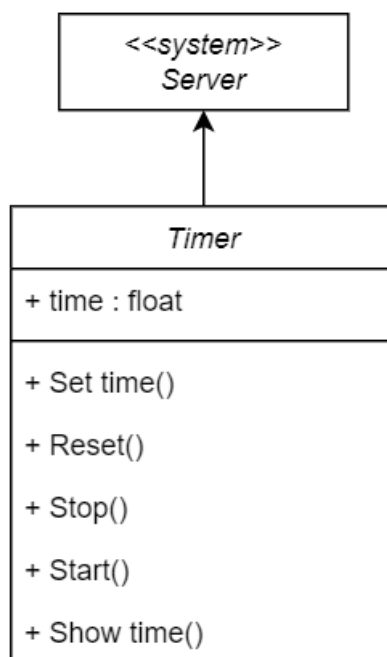 <<system>>
Server
Timer
+ time : float
+ Set time()
+ Reset()
+ Stop()
+ Start()
+ Show time()